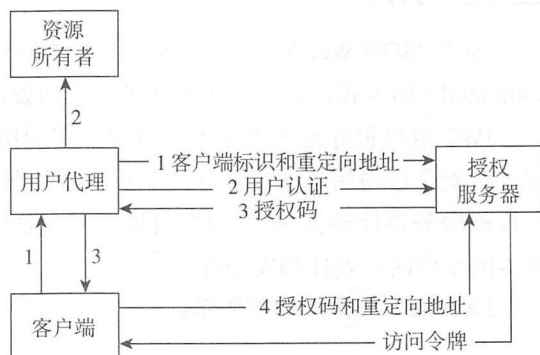 资源
所有者
2
用户代理
1 客户端标识和重定向地址
2 用户认证
3 授权码
授权
服务器
1
3
客户端
4 授权码和重定向地址
访问令牌